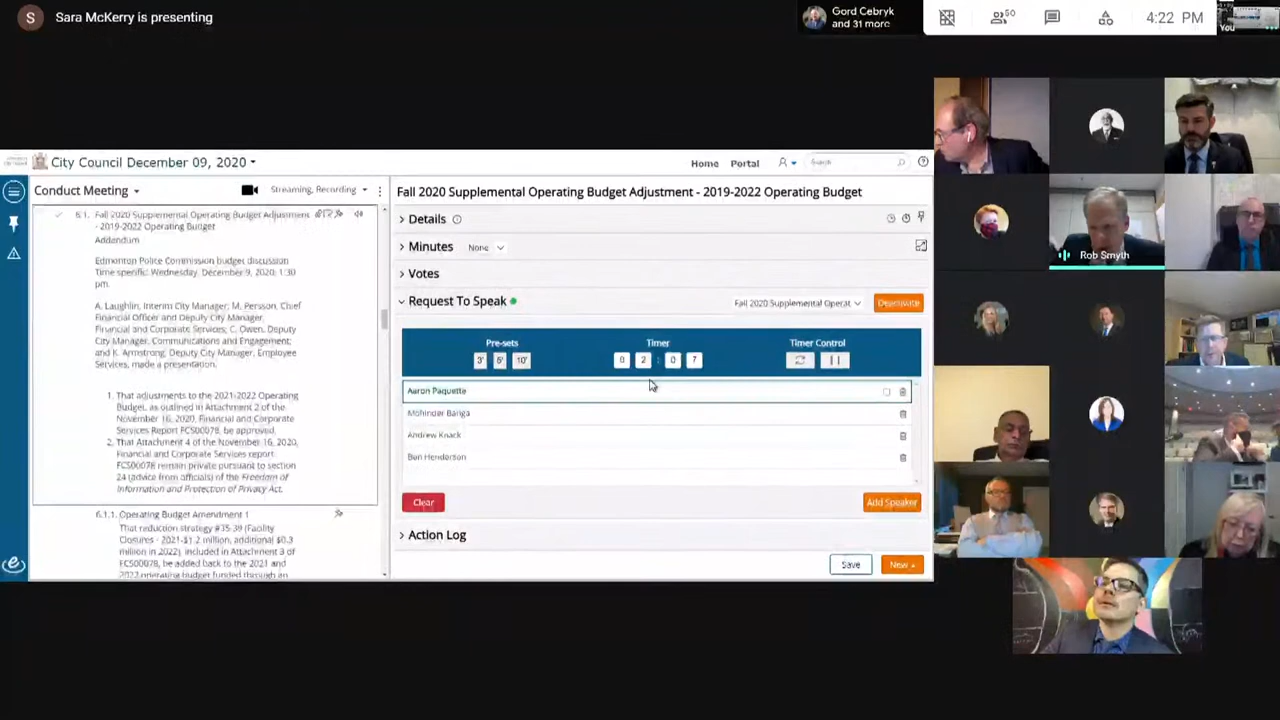 S Sara McKerry is presenting
Gord Cebryk
and 31 more
50
4:22 PM
You
City Council December 09, 2020
Home Portal Search
Conduct Meeting
Streaming, Recording
6.1. Fall 2020 Supplemental Operating Budget Adjustment
- 2019-2022 Operating Budget
Addendum
Edmonton Police Commission budget discussion
Time specific: Wednesday, December 9, 2020; 1:30
pm.
A. Laughlin, Interim City Manager; M. Persson, Chief
Financial Officer and Deputy City Manager,
Financial and Corporate Services; C. Owen, Deputy
City Manager, Communications and Engagement;
and K. Armstrong, Deputy City Manager, Employee
Services, made a presentation.
1. That adjustments to the 2021-2022 Operating
Budget, as outlined in Attachment 2 of the
November 16, 2020, Financial and Corporate
Services Report FCS00078, be approved.
2. That Attachment 4 of the November 16, 2020,
Financial and Corporate Services report
FCS00078 remain private pursuant to section
24 (advice from officials) of the Freedom of
Information and Protection of Privacy Act.
6.1.1. Operating Budget Amendment 1
That reduction strategy #35-39 (Facility
Closures - 2021-$1.2 million, additional $0.3
million in 2022), included in Attachment 3 of
FCS00078, be added back to the 2021 and
2022 operating budget funded through an
Fall 2020 Supplemental Operating Budget Adjustment - 2019-2022 Operating Budget
Details
Minutes None
Votes
Request To Speak
Fall 2020 Supplemental Operat
Deactivate
Pre-sets Timer Timer Control
3' 5' 10' 0 2 : 0 7
Aaron Paquette
Mohinder Banga
Andrew Knack
Ben Henderson
Clear Add Speaker
Action Log
Save New
Rob Smyth